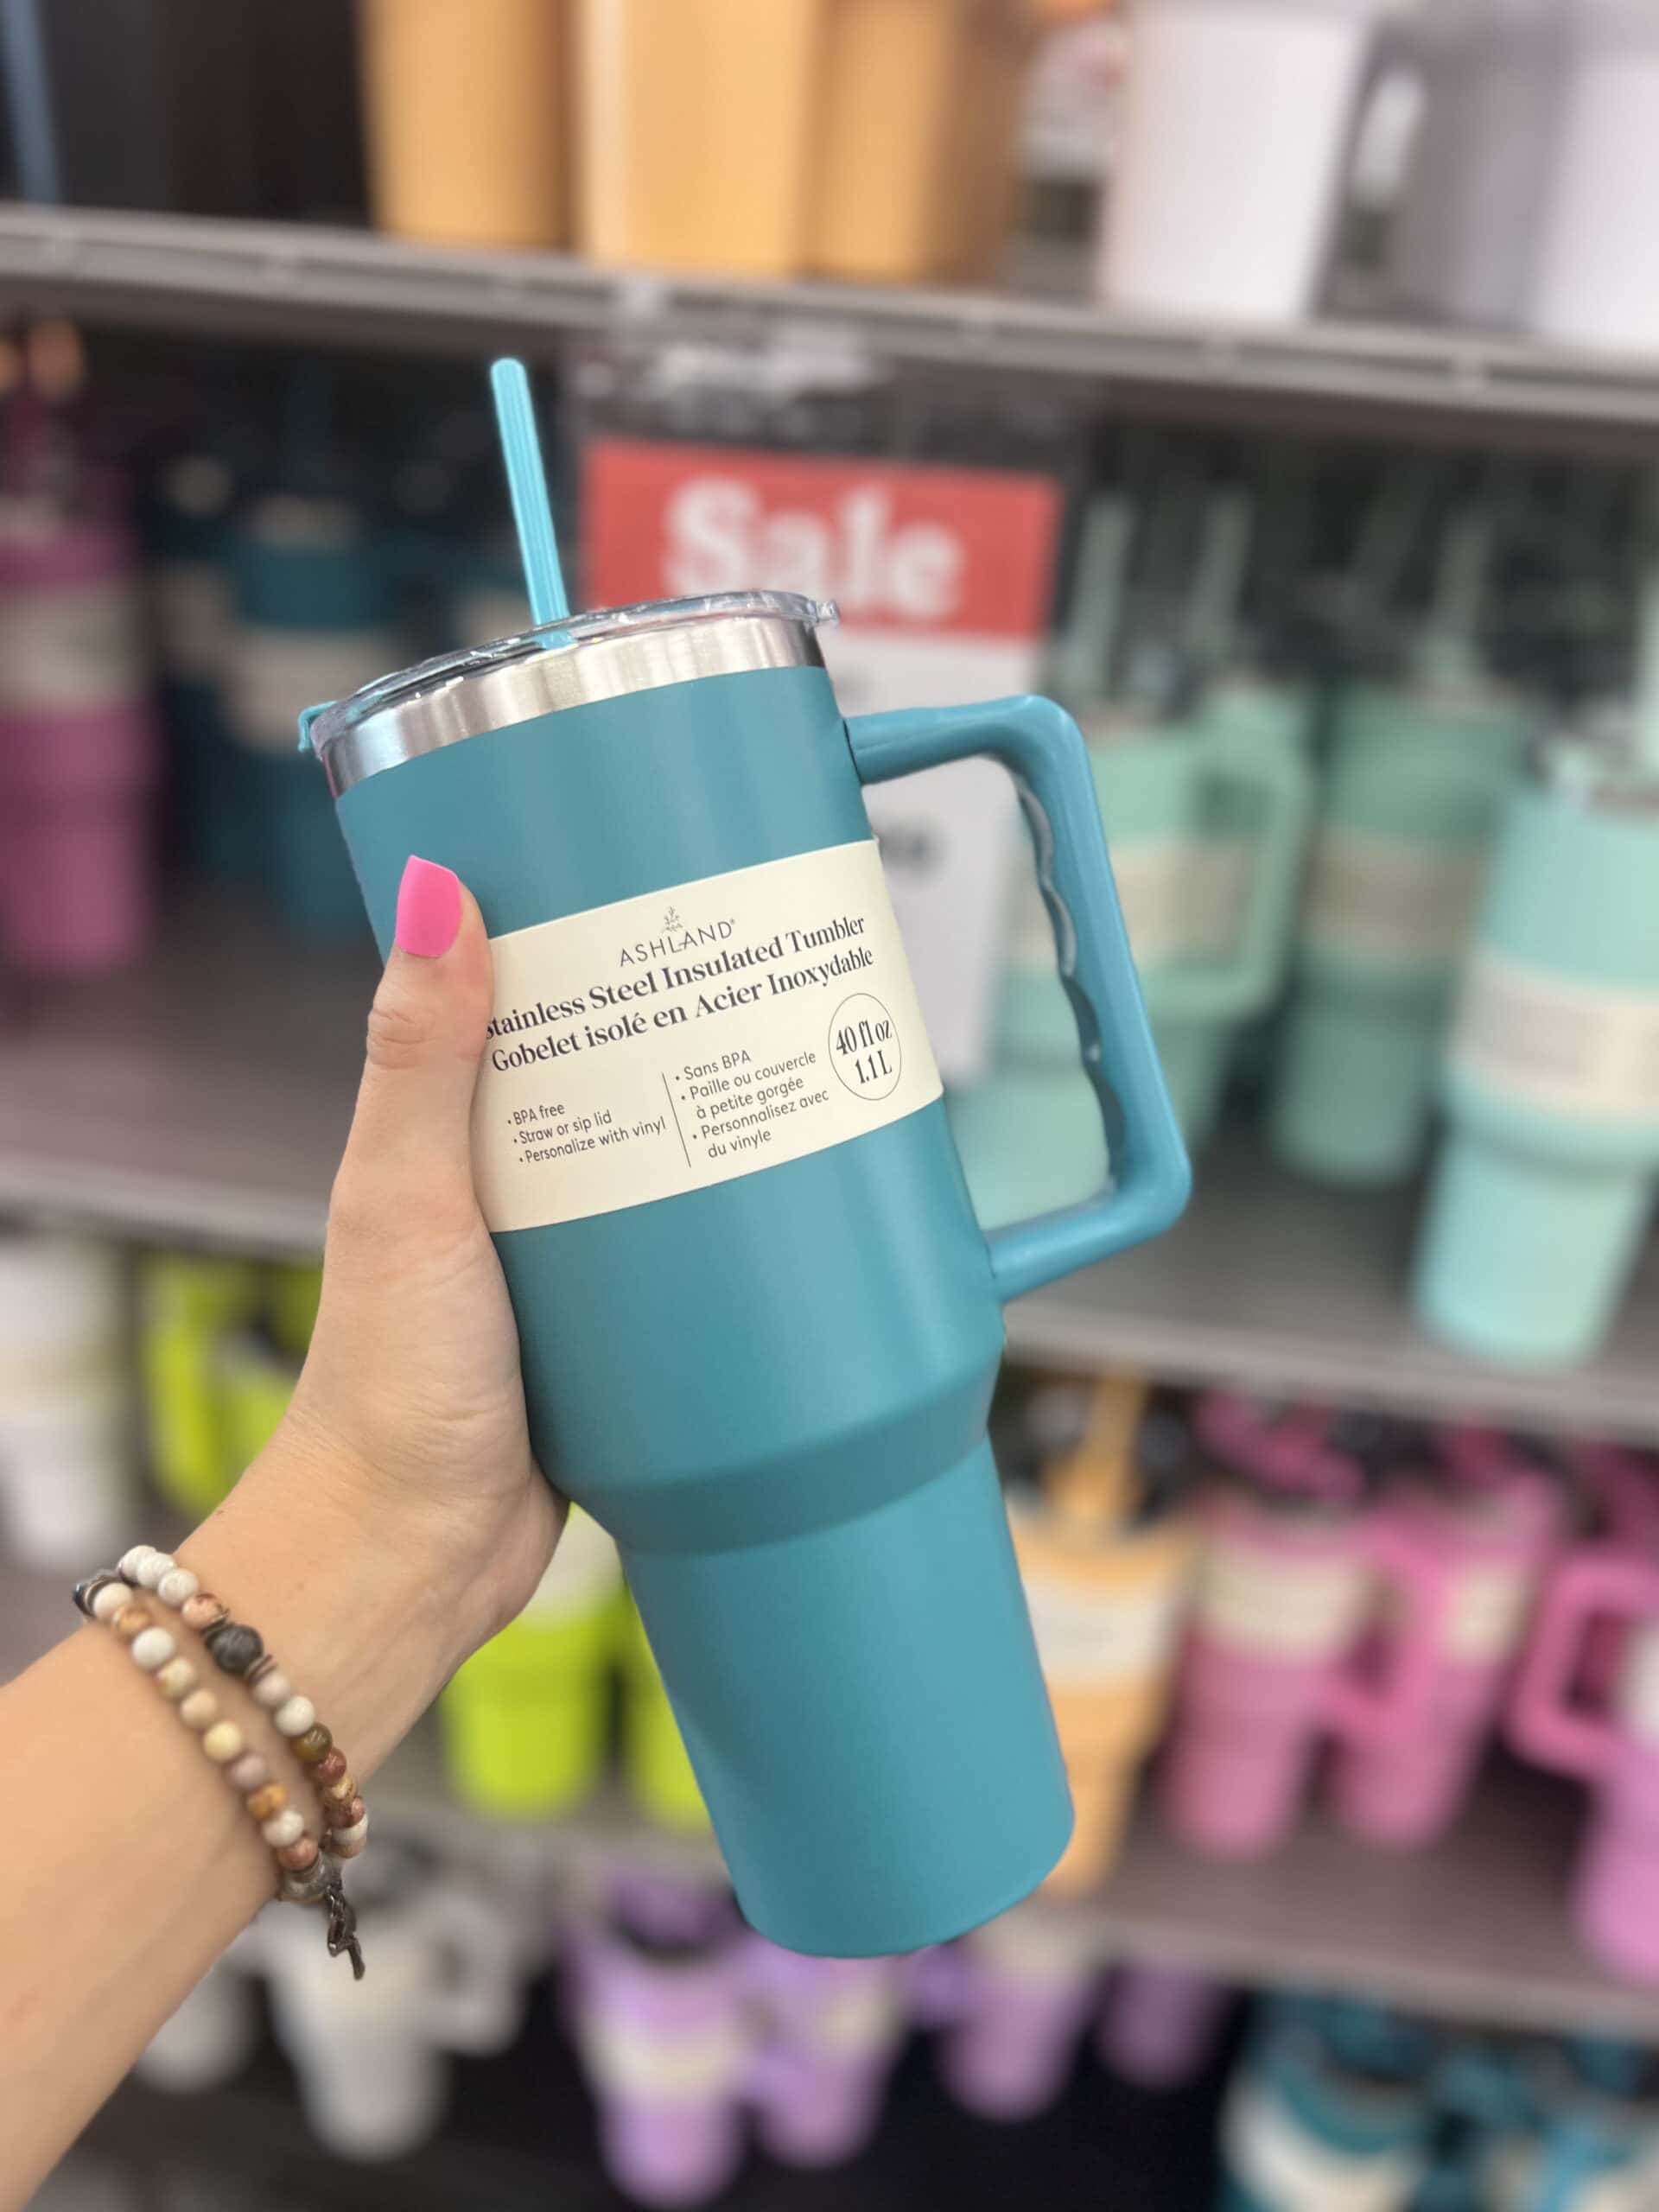 Sale
ASHLAND®
Stainless Steel Insulated Tumbler
Gobelet isolé en Acier Inoxydable
40 fl oz
1.1 L
• BPA free
• Straw or sip lid
• Personalize with vinyl
• Sans BPA
• Paille ou couvercle
à petite gorgée
• Personnalisez avec
du vinyle